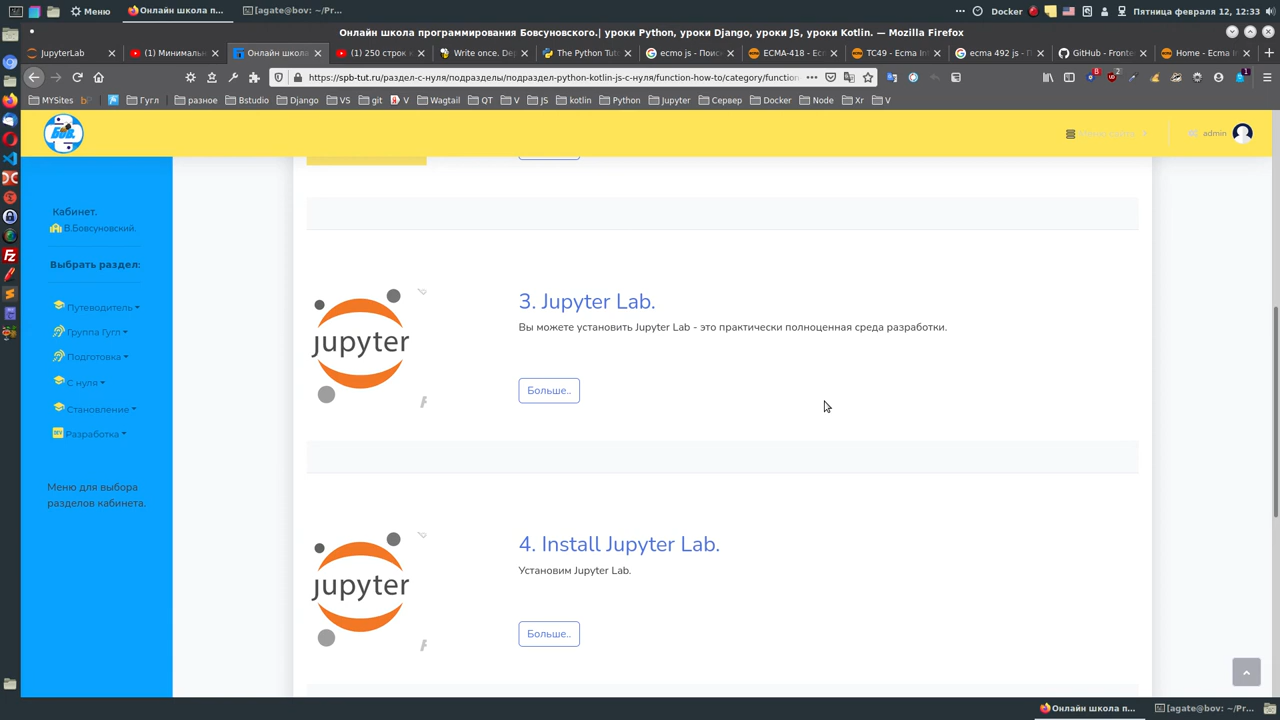 Меню
Онлайн школа п...
[agate@bov: ~/Pr...
Docker
Пятница февраля 12, 12:33
Онлайн школа программирования Бовсуновского.| уроки Python, уроки Django, уроки JS, уроки Kotlin. — Mozilla Firefox
JupyterLab
(1) Минималь
Онлайн школа
(1) 250 строк
Write once. De
The Python Tut
ecmo js - Поис
ECMA-418 - Ec
TC49 - Ecma In
ecma 492 js - П
GitHub - Front
Home - Ecma In
https://spb-tut.ru/раздел-с-нуля/подразделы/подраздел-python-kotlin-js-с-нуля/function-how-to/category/function
MYSites
Гугл
разное
Bstudio
Django
VS
git
V
Wagtail
QT
V
JS
kotlin
Python
Jupyter
Сервер
Docker
Node
Xr
V
admin
Кабинет.
В.Бовсуновский.
Выбрать раздел:
Путеводитель
Группа Гугл
Подготовка
С нуля
Становление
Разработка
Меню для выбора
разделов кабинета.
jupyter
3. Jupyter Lab.
Вы можете установить Jupyter Lab - это практически полноценная среда разработки.
Больше..
jupyter
4. Install Jupyter Lab.
Установим Jupyter Lab.
Больше..
Онлайн школа п...
[agate@bov: ~/Pr...